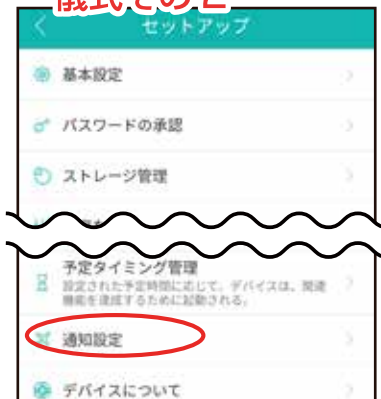 儀式その2
セットアップ
基本設定
パスワードの承認
ストレージ管理
予定タイミング管理
設定された予定時間に応じて、デバイスは、関連
機能を達成するために起動される。
通知設定
デバイスについて